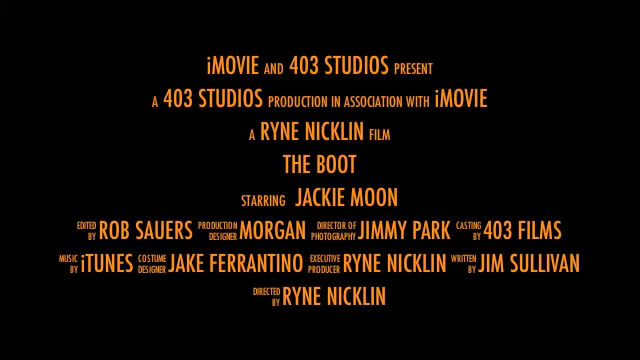 iMOVIE AND 403 STUDIOS PRESENT
A 403 STUDIOS PRODUCTION IN ASSOCIATION WITH iMOVIE
A RYNE NICKLIN FILM
THE BOOT
STARRING JACKIE MOON
EDITED BY ROB SAUERS PRODUCTION DESIGNER MORGAN DIRECTOR OF PHOTOGRAPHY JIMMY PARK CASTING BY 403 FILMS
MUSIC BY iTUNES COSTUME DESIGNER JAKE FERRANTINO EXECUTIVE PRODUCER RYNE NICKLIN WRITTEN BY JIM SULLIVAN
DIRECTED BY RYNE NICKLIN